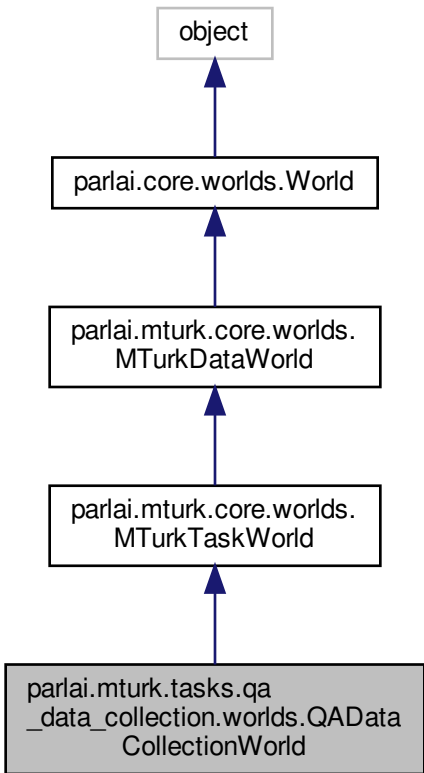 object
parlai.core.worlds.World
parlai.mturk.core.worlds.
MTurkDataWorld
parlai.mturk.core.worlds.
MTurkTaskWorld
parlai.mturk.tasks.qa
_data_collection.worlds.QAData
CollectionWorld